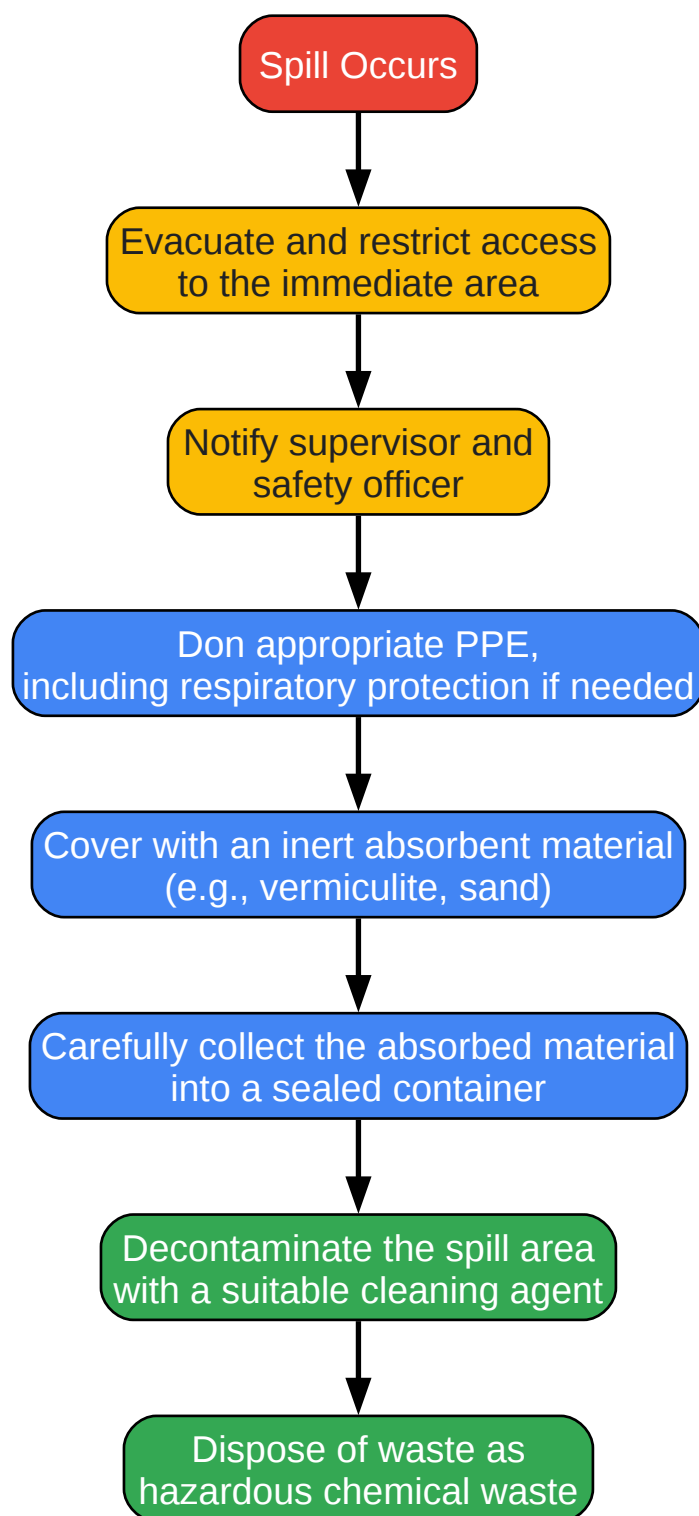 Spill Occurs
Evacuate and restrict access
to the immediate area
Notify supervisor and
safety officer
Don appropriate PPE,
including respiratory protection if needed
Cover with an inert absorbent material
(e.g., vermiculite, sand)
Carefully collect the absorbed material
into a sealed container
Decontaminate the spill area
with a suitable cleaning agent
Dispose of waste as
hazardous chemical waste